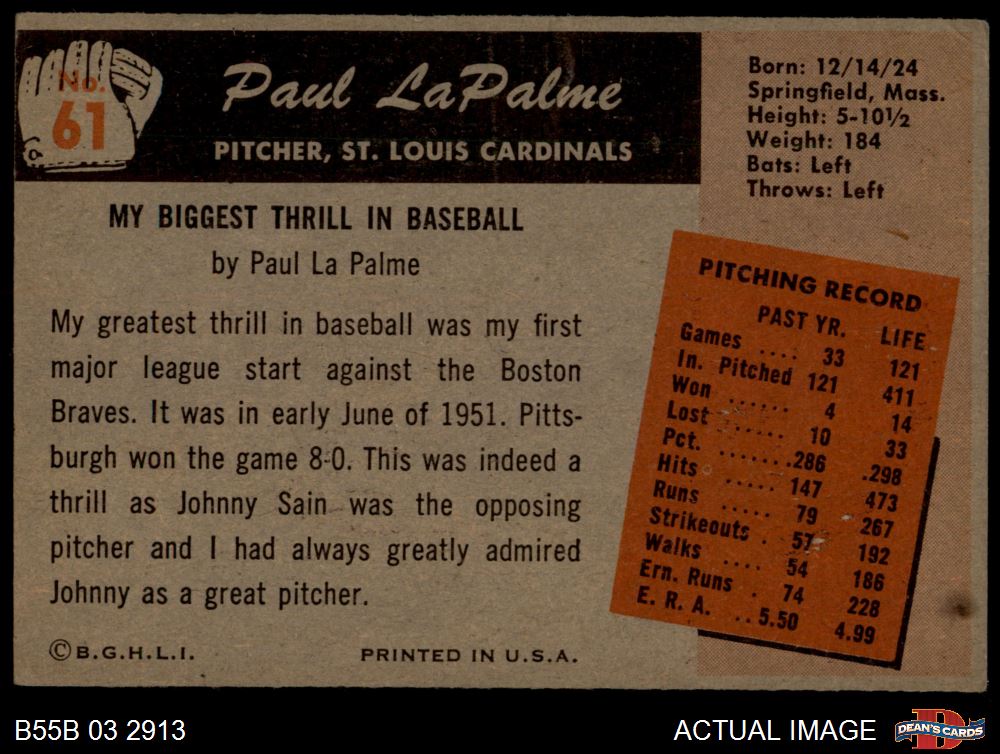 No.
61
Paul LaPalme
PITCHER, ST. LOUIS CARDINALS
Born: 12/14/24
Springfield, Mass.
Height: 5-10½
Weight: 184
Bats: Left
Throws: Left
MY BIGGEST THRILL IN BASEBALL
by Paul La Palme
My greatest thrill in baseball was my first
major league start against the Boston
Braves. It was in early June of 1951. Pitts-
burgh won the game 8-0. This was indeed a
thrill as Johnny Sain was the opposing
pitcher and I had always greatly admired
Johnny as a great pitcher.
©B.G.H.L.I.
PRINTED IN U.S.A.
PITCHING RECORD
PAST YR. LIFE
Games .... 33 121
In. Pitched 121 411
Won ...... 4 14
Lost ...... 10 33
Pct. .......286 .298
Hits ..... 147 473
Runs ..... 79 267
Strikeouts . 57 192
Walks .... 54 186
Ern. Runs . 74 228
E. R. A. ..5.50 4.99
B55B 03 2913
ACTUAL IMAGE
DEAN'S CARDS